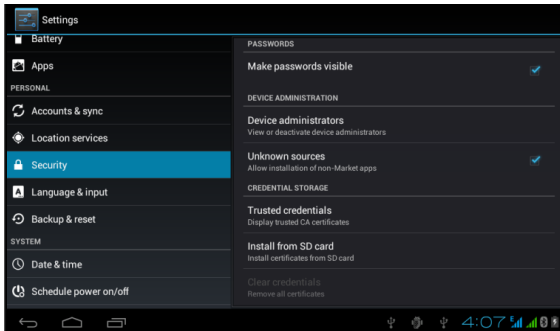 Settings
Battery
Apps
PERSONAL
Accounts & sync
Location services
Security
Language & input
Backup & reset
SYSTEM
Date & time
Schedule power on/off
PASSWORDS
Make passwords visible
DEVICE ADMINISTRATION
Device administrators
View or deactivate device administrators
Unknown sources
Allow installation of non-Market apps
CREDENTIAL STORAGE
Trusted credentials
Display trusted CA certificates
Install from SD card
Install certificates from SD card
Clear credentials
Remove all certificates
4:07